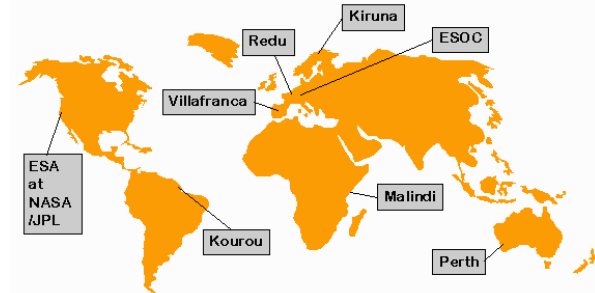 Kiruna
Redu
ESOC
Villafranca
ESA
at
NASA
/JPL
Malindi
Kourou
Perth